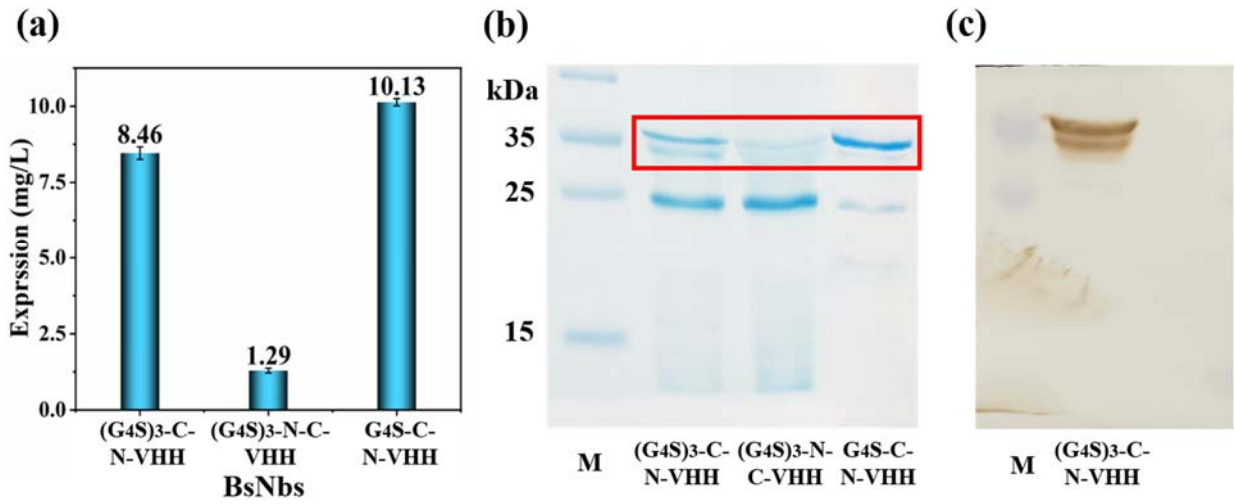 (a)
10.0
7.5
5.0
2.5
0.0
Exprssion (mg/L)
8.46
1.29
10.13
(G4S)3-C-
N-VHH
(G4S)3-N-C-
VHH
G4S-C-
N-VHH
BsNbs
(b)
kDa
35
25
15
M
(G4S)3-C-
N-VHH
(G4S)3-N-
C-VHH
G4S-C-
N-VHH
(c)
M
(G4S)3-C-
N-VHH